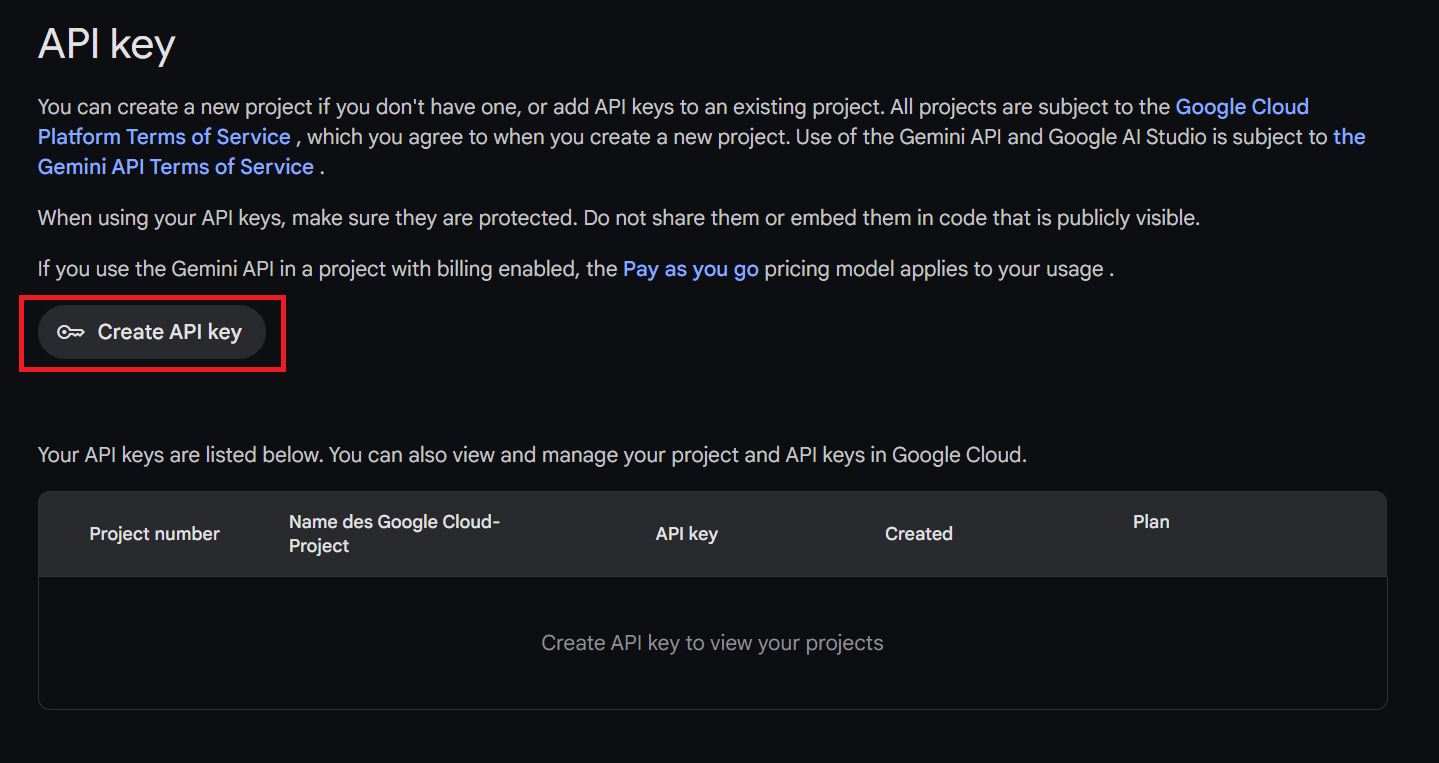 API key
You can create a new project if you don't have one, or add API keys to an existing project. All projects are subject to the Google Cloud
Platform Terms of Service , which you agree to when you create a new project. Use of the Gemini API and Google AI Studio is subject to the
Gemini API Terms of Service .
When using your API keys, make sure they are protected. Do not share them or embed them in code that is publicly visible.
If you use the Gemini API in a project with billing enabled, the Pay as you go pricing model applies to your usage .
Create API key
Your API keys are listed below. You can also view and manage your project and API keys in Google Cloud.
Project number
Name des Google Cloud-
Project
API key
Created
Plan
Create API key to view your projects